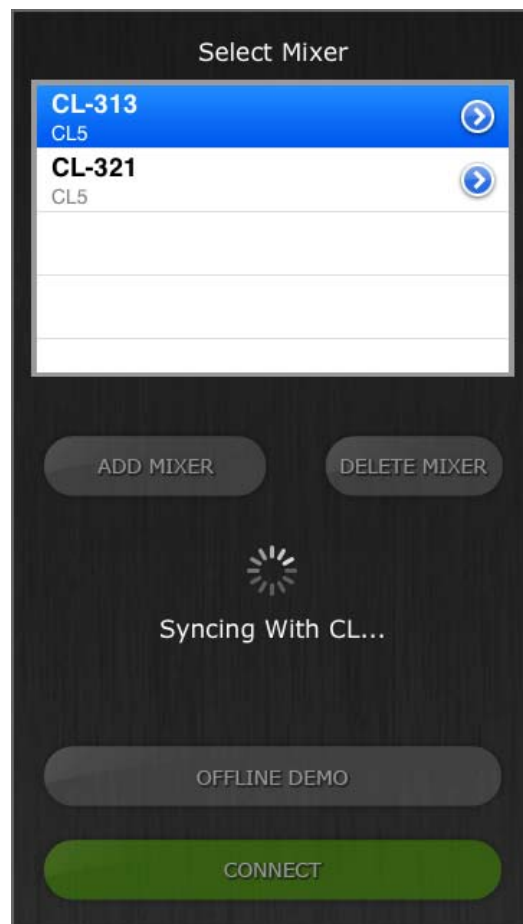 Select Mixer
CL-313
CL5
CL-321
CL5
ADD MIXER
DELETE MIXER
Syncing With CL...
OFFLINE DEMO
CONNECT